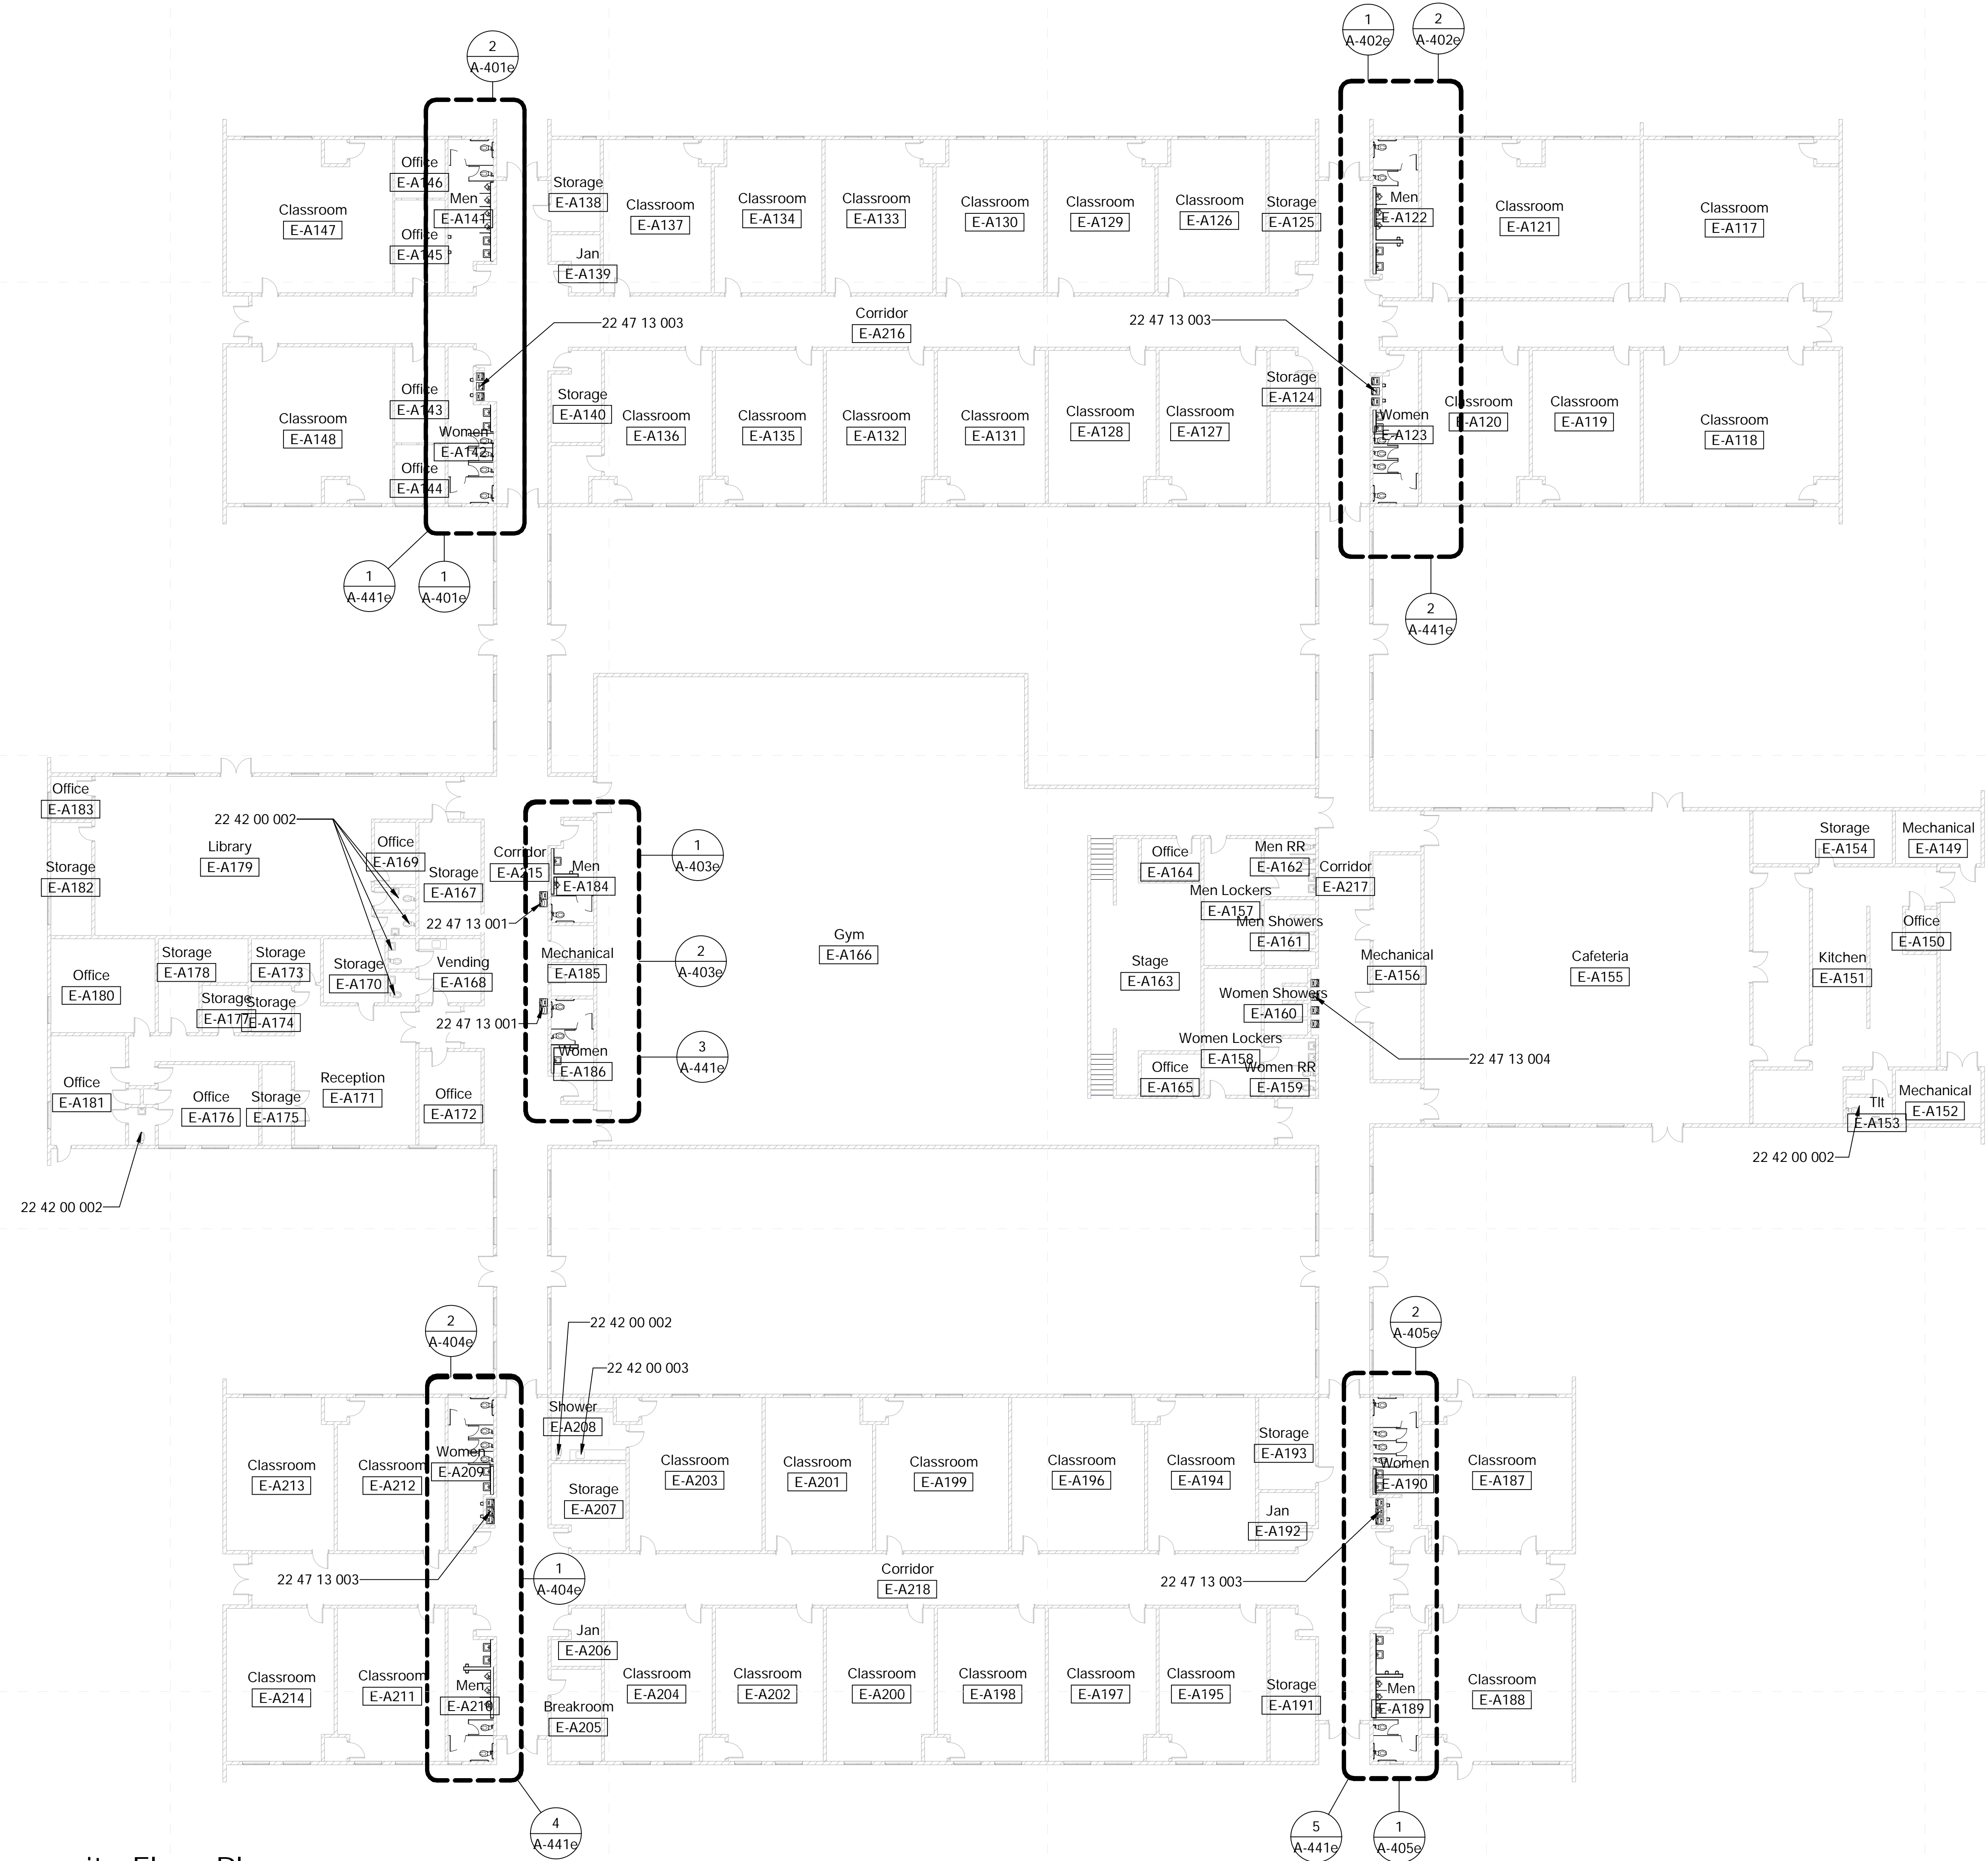 1
A-402e
2
A-402e
2
A-401e
Office
E-A146
Men
E-A141
Storage
E-A138
Classroom
E-A147
Office
E-A145
Classroom
E-A137
Classroom
E-A134
Classroom
E-A133
Classroom
E-A130
Classroom
E-A129
Classroom
E-A126
Storage
E-A125
Men
E-A122
Classroom
E-A121
Classroom
E-A117
Jan
E-A139
22 47 13 003
Corridor
E-A216
22 47 13 003
Classroom
E-A148
Office
E-A143
Women
E-A142
Office
E-A144
Storage
E-A140
Classroom
E-A136
Classroom
E-A135
Classroom
E-A132
Classroom
E-A131
Classroom
E-A128
Classroom
E-A127
Storage
E-A124
Women
E-A123
Classroom
E-A120
Classroom
E-A119
Classroom
E-A118
1
A-441e
1
A-401e
2
A-441e
Office
E-A183
22 42 00 002
Library
E-A179
Storage
E-A182
Office
E-A169
Storage
E-A167
Corridor
E-A215
Men
E-A184
1
A-403e
22 47 13 001
Office
E-A164
Men RR
E-A162
Corridor
E-A217
Men Lockers
E-A157
Men Showers
E-A161
Storage
E-A154
Mechanical
E-A149
Office
E-A150
Gym
E-A166
Storage
E-A178
Storage
E-A173
Storage
E-A170
Vending
E-A168
Mechanical
E-A185
2
A-403e
Office
E-A180
Storage
E-A177
Storage
E-A174
22 47 13 001
Stage
E-A163
Mechanical
E-A156
Cafeteria
E-A155
Kitchen
E-A151
Women Showers
E-A160
Women Lockers
E-A158
Women RR
E-A159
Office
E-A165
22 47 13 004
Women
E-A186
3
A-441e
Office
E-A181
Office
E-A176
Storage
E-A175
Reception
E-A171
Office
E-A172
Tlt
E-A153
Mechanical
E-A152
22 42 00 002
22 42 00 002
2
A-404e
22 42 00 002
22 42 00 003
2
A-405e
Shower
E-A208
Classroom
E-A213
Classroom
E-A212
Women
E-A209
Storage
E-A207
Classroom
E-A203
Classroom
E-A201
Classroom
E-A199
Classroom
E-A196
Classroom
E-A194
Storage
E-A193
Jan
E-A192
Women
E-A190
Classroom
E-A187
22 47 13 003
1
A-404e
Corridor
E-A218
22 47 13 003
Classroom
E-A214
Classroom
E-A211
Men
E-A210
Jan
E-A206
Breakroom
E-A205
Classroom
E-A204
Classroom
E-A202
Classroom
E-A200
Classroom
E-A198
Classroom
E-A197
Classroom
E-A195
Storage
E-A191
Men
E-A189
Classroom
E-A188
4
A-441e
5
A-441e
1
A-405e